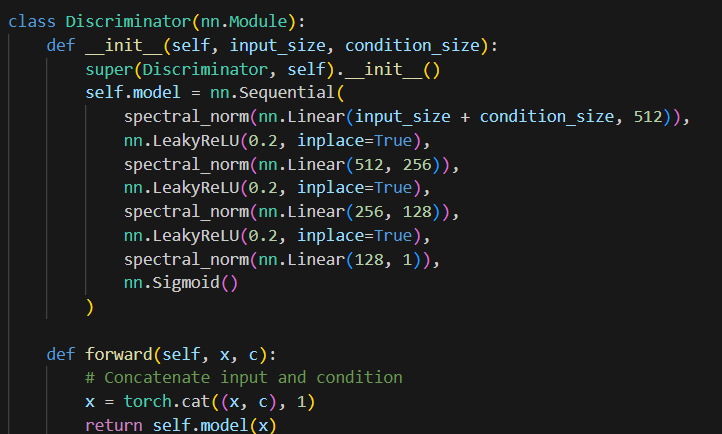 class Discriminator(nn.Module):
    def __init__(self, input_size, condition_size):
        super(Discriminator, self).__init__()
        self.model = nn.Sequential(
            spectral_norm(nn.Linear(input_size + condition_size, 512)),
            nn.LeakyReLU(0.2, inplace=True),
            spectral_norm(nn.Linear(512, 256)),
            nn.LeakyReLU(0.2, inplace=True),
            spectral_norm(nn.Linear(256, 128)),
            nn.LeakyReLU(0.2, inplace=True),
            spectral_norm(nn.Linear(128, 1)),
            nn.Sigmoid()
        )
    def forward(self, x, c):
        # Concatenate input and condition
        x = torch.cat((x, c), 1)
        return self.model(x)